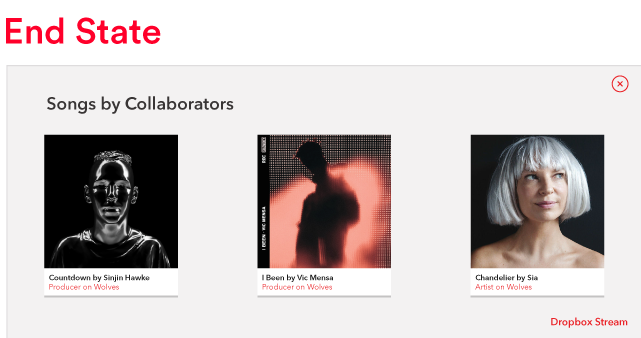 End State
Songs by Collaborators
I BEEN VIC MENSA
Countdown by Sinjin Hawke
Producer on Wolves
I Been by Vic Mensa
Producer on Wolves
Chandelier by Sia
Artist on Wolves
Dropbox Stream